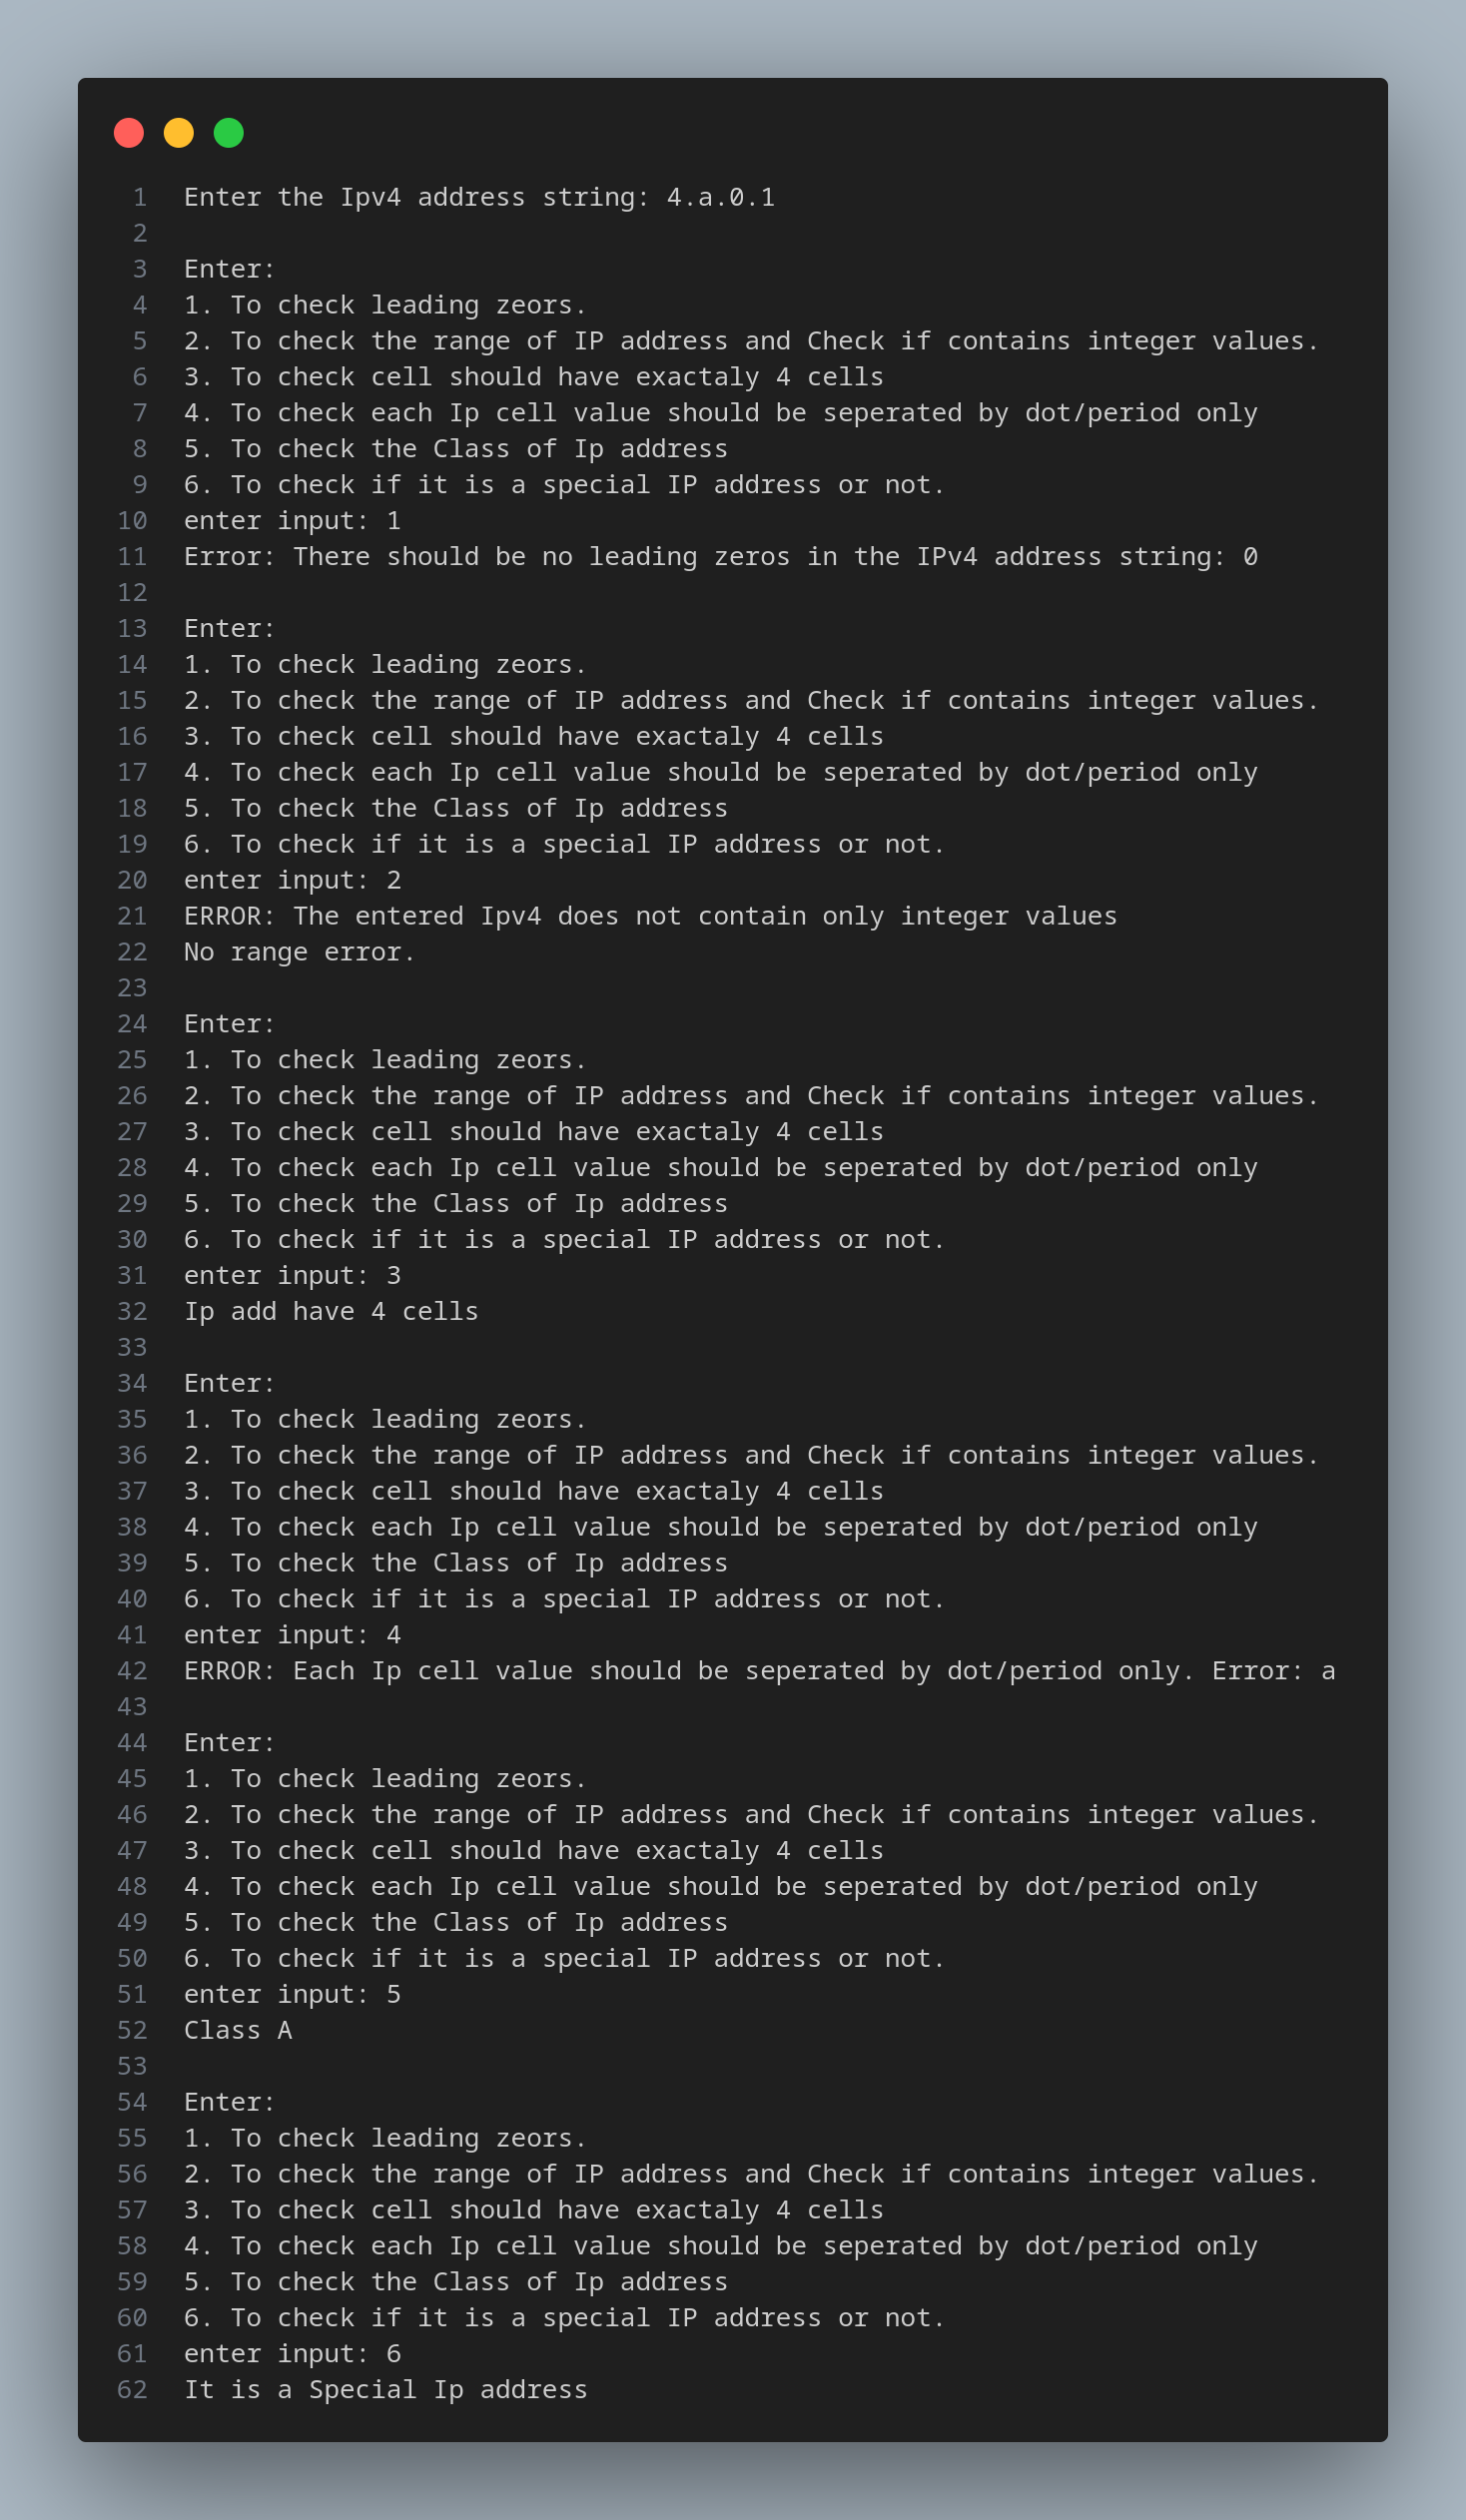 1 Enter the Ipv4 address string: 4.a.0.1
2
3 Enter:
4 1. To check leading zeors.
5 2. To check the range of IP address and Check if contains integer values.
6 3. To check cell should have exactaly 4 cells
7 4. To check each Ip cell value should be seperated by dot/period only
8 5. To check the Class of Ip address
9 6. To check if it is a special IP address or not.
10 enter input: 1
11 Error: There should be no leading zeros in the IPv4 address string: 0
12
13 Enter:
14 1. To check leading zeors.
15 2. To check the range of IP address and Check if contains integer values.
16 3. To check cell should have exactaly 4 cells
17 4. To check each Ip cell value should be seperated by dot/period only
18 5. To check the Class of Ip address
19 6. To check if it is a special IP address or not.
20 enter input: 2
21 ERROR: The entered Ipv4 does not contain only integer values
22 No range error.
23
24 Enter:
25 1. To check leading zeors.
26 2. To check the range of IP address and Check if contains integer values.
27 3. To check cell should have exactaly 4 cells
28 4. To check each Ip cell value should be seperated by dot/period only
29 5. To check the Class of Ip address
30 6. To check if it is a special IP address or not.
31 enter input: 3
32 Ip add have 4 cells
33
34 Enter:
35 1. To check leading zeors.
36 2. To check the range of IP address and Check if contains integer values.
37 3. To check cell should have exactaly 4 cells
38 4. To check each Ip cell value should be seperated by dot/period only
39 5. To check the Class of Ip address
40 6. To check if it is a special IP address or not.
41 enter input: 4
42 ERROR: Each Ip cell value should be seperated by dot/period only. Error: a
43
44 Enter:
45 1. To check leading zeors.
46 2. To check the range of IP address and Check if contains integer values.
47 3. To check cell should have exactaly 4 cells
48 4. To check each Ip cell value should be seperated by dot/period only
49 5. To check the Class of Ip address
50 6. To check if it is a special IP address or not.
51 enter input: 5
52 Class A
53
54 Enter:
55 1. To check leading zeors.
56 2. To check the range of IP address and Check if contains integer values.
57 3. To check cell should have exactaly 4 cells
58 4. To check each Ip cell value should be seperated by dot/period only
59 5. To check the Class of Ip address
60 6. To check if it is a special IP address or not.
61 enter input: 6
62 It is a Special Ip address